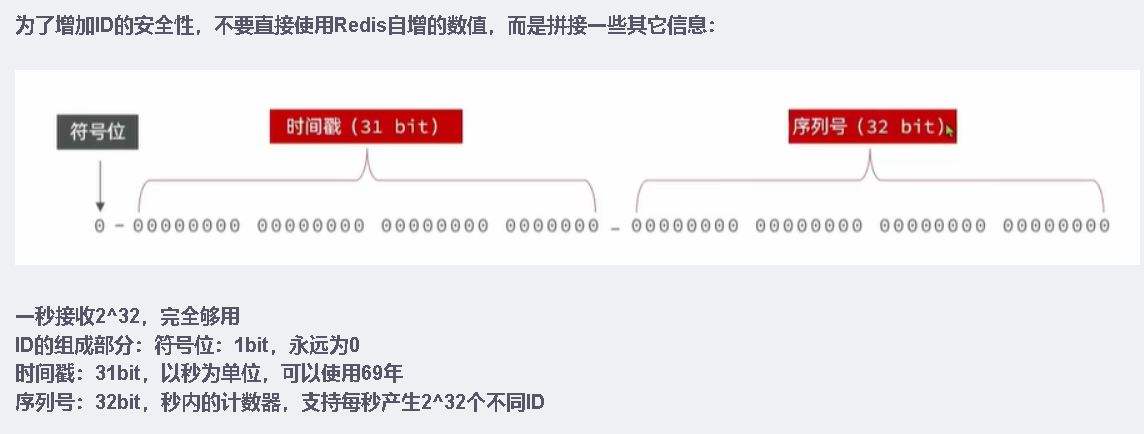 为了增加ID的安全性，不要直接使用Redis自增的数值，而是拼接一些其它信息：
符号位
时间戳（31 bit）
序列号（32 bit）
0-00000000 00000000 00000000 0000000 - 00000000 00000000 00000000 00000000
一秒接收2^32，完全够用
ID的组成部分：符号位：1bit，永远为0
时间戳：31bit，以秒为单位，可以使用69年
序列号：32bit，秒内的计数器，支持每秒产生2^32个不同ID